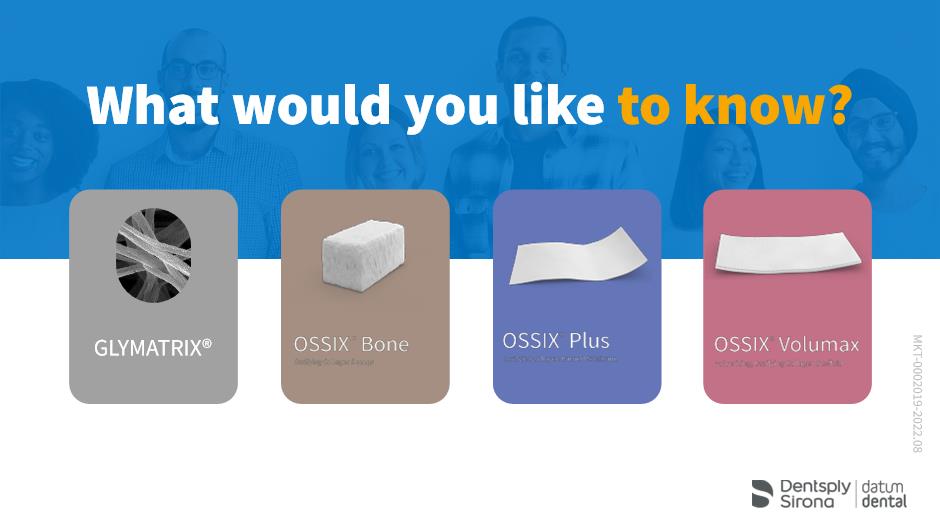 What would you like to know?
GLYMATRIX®
OSSIX® Bone
OSSIX® Plus
OSSIX® Volumax
MKT-0002019-2022.08
Dentsply
Sirona
datum
dental